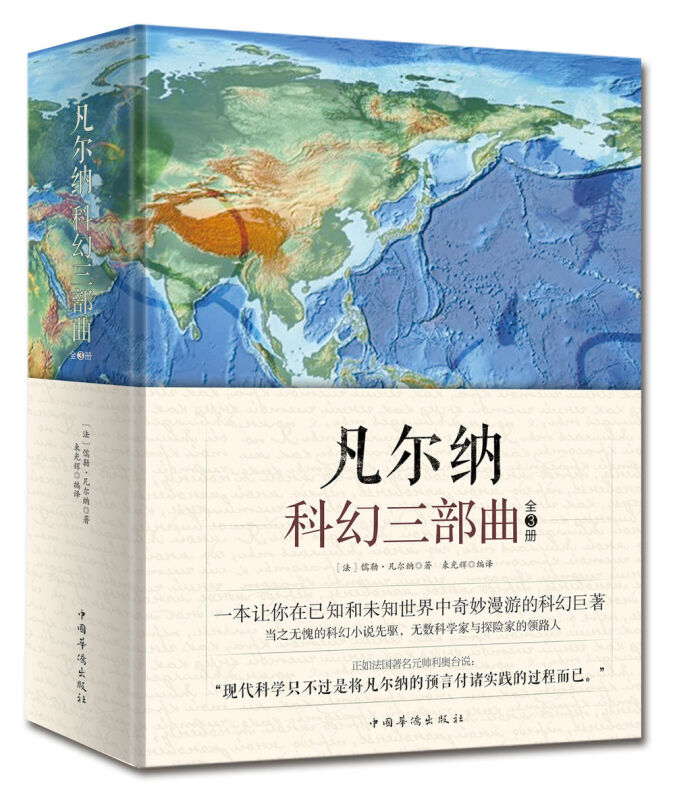 凡尔纳科幻三部曲
全3册
[法]儒勒·凡尔纳◎著
束光辉◎编译
中国华侨出版社
凡尔纳
科幻三部曲
全3册
[法]儒勒·凡尔纳◎著 束光辉◎编译
一本让你在已知和未知世界中奇妙漫游的科幻巨著
当之无愧的科幻小说先驱，无数科学家与探险家的领路人
正如法国著名元帅利奥台说：
“现代科学只不过是将凡尔纳的预言付诸实践的过程而已。”
中国华侨出版社